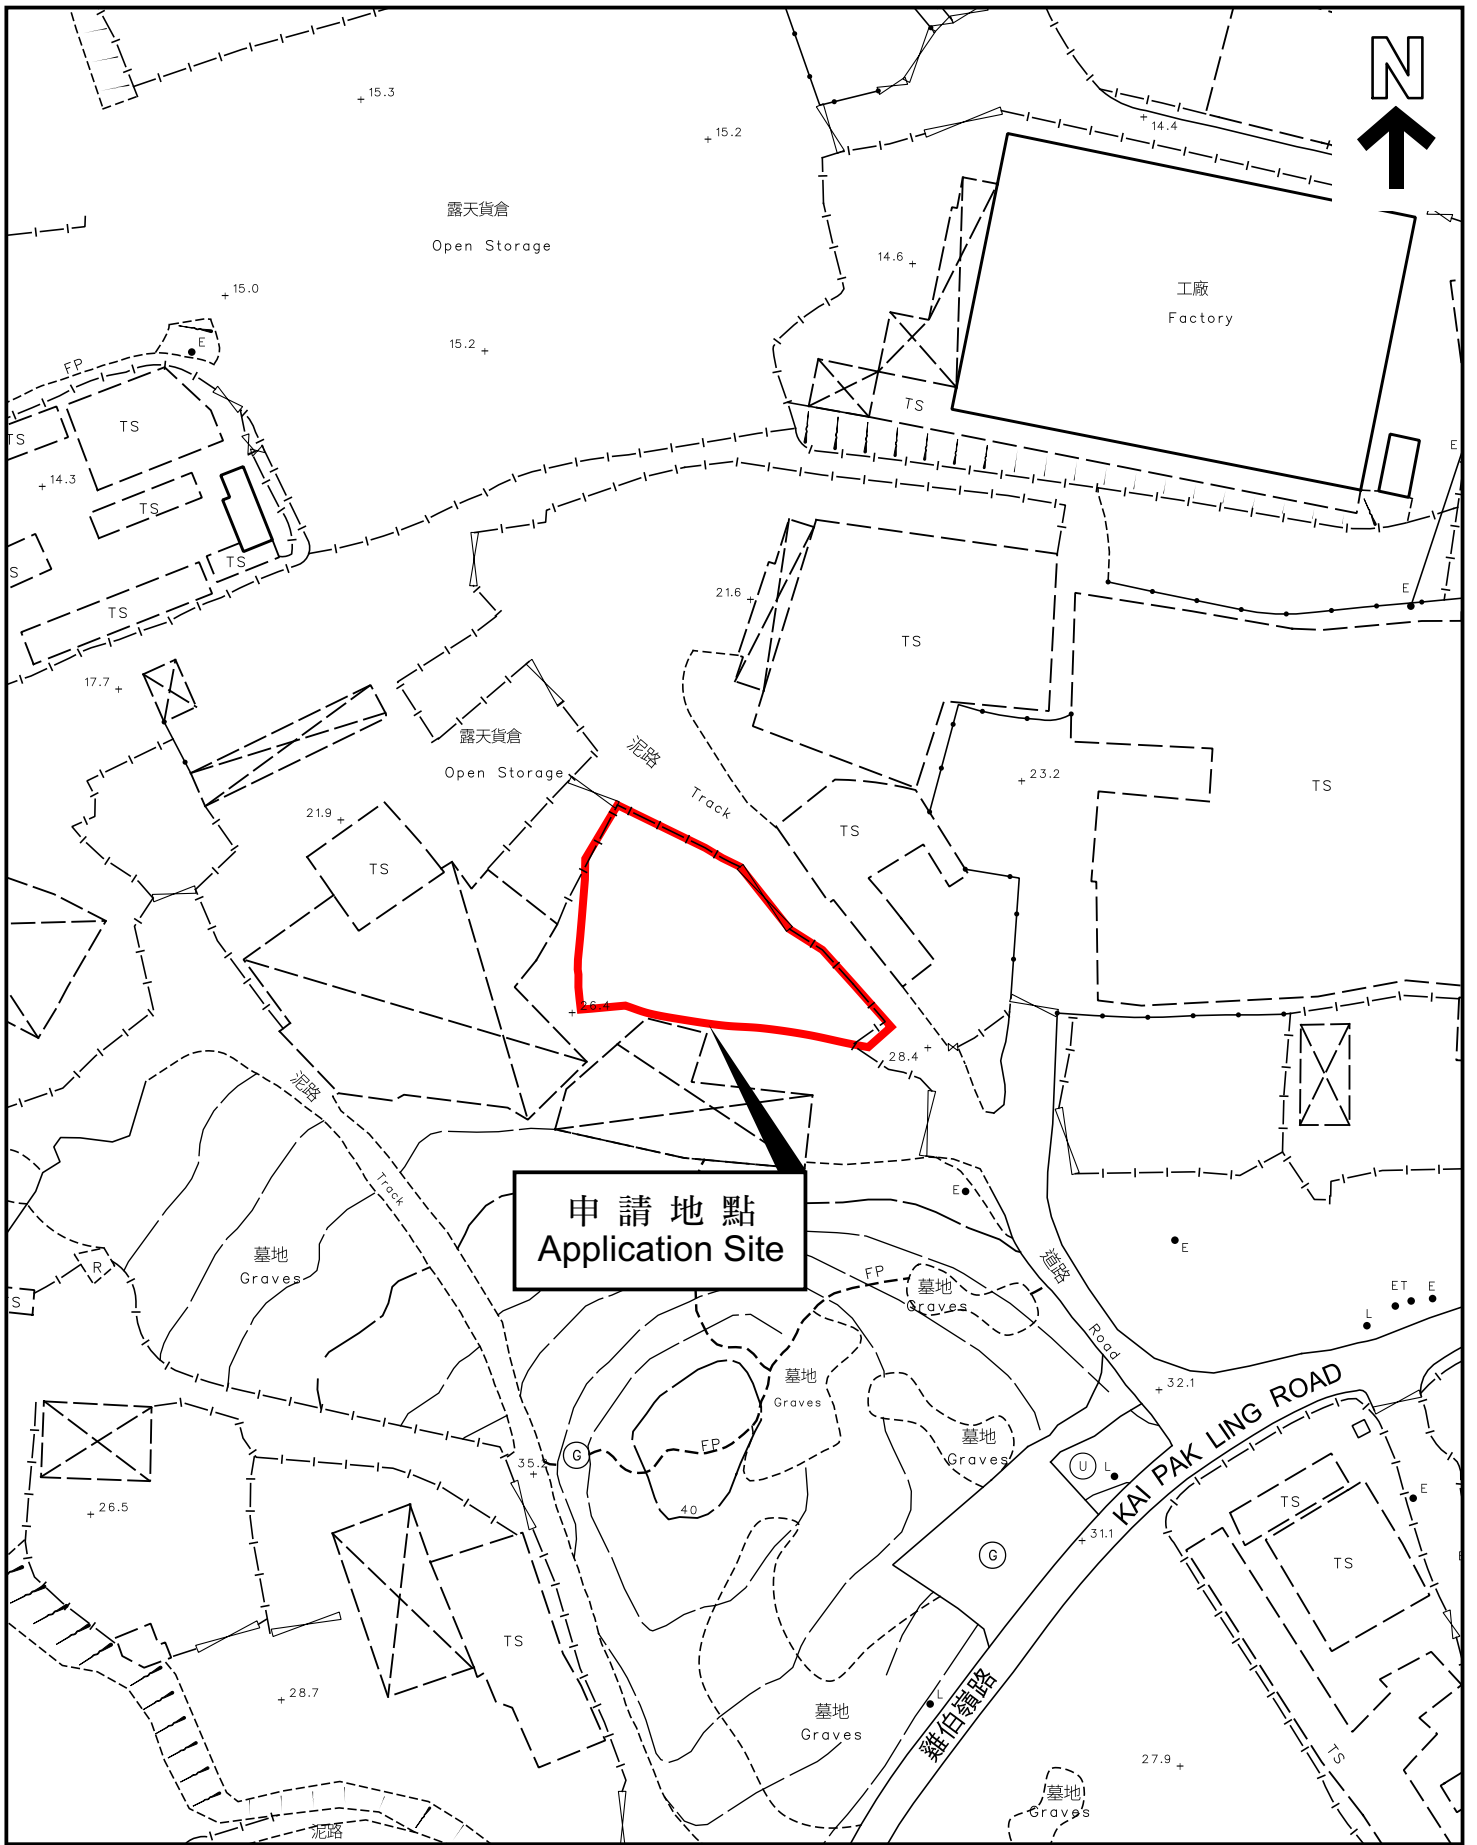 N
15.3
15.2
14.4
露天貨倉
Open Storage
14.6
工廠
Factory
15.0
15.2
E
FP
TS
TS
TS
E
TS
14.3
TS
S
TS
TS
21.6
E
TS
17.7
露天貨倉
Open Storage
泥路
Track
23.2
TS
21.9
TS
TS
26.4
28.4
泥路
Track
申請地點
Application Site
E
E
墓地
Graves
R
S
道路
Road
FP
墓地
Graves
ET
E
L
墓地
Graves
32.1
KAI PAK LING ROAD
墓地
Graves
FP
G
35.2
U
L
40
26.5
31.1
G
TS
E
TS
TS
28.7
L
墓地
Graves
雞伯嶺路
27.9
TS
墓地
Graves
泥路